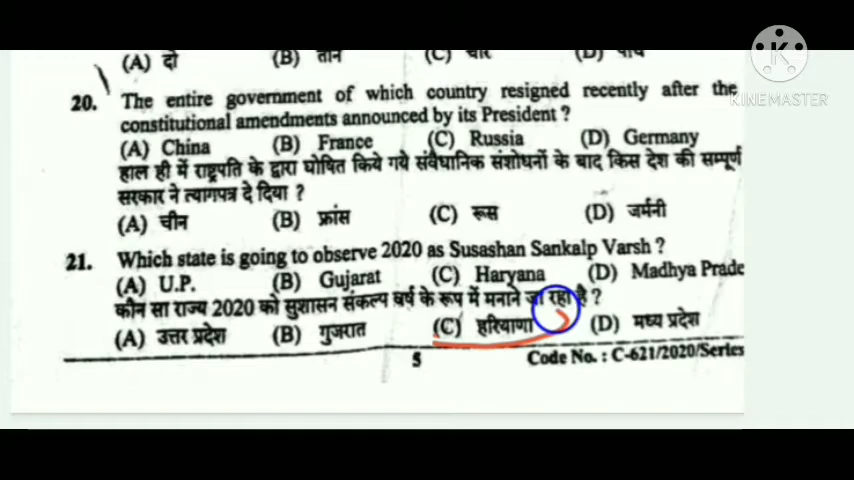 (A) दो (B) तीन (C) चार (D) पांच
KINEMASTER
20. The entire government of which country resigned recently after the
constitutional amendments announced by its President ?
(A) China (B) France (C) Russia (D) Germany
हाल ही में राष्ट्रपति के द्वारा घोषित किये गये संवैधानिक संशोधनों के बाद किस देश की सम्पूर्ण
सरकार ने त्यागपत्र दे दिया ?
(A) चीन (B) फ्रांस (C) रूस (D) जर्मनी
21. Which state is going to observe 2020 as Susashan Sankalp Varsh ?
(A) U.P. (B) Gujarat (C) Haryana (D) Madhya Prade
कौन सा राज्य 2020 को सुशासन संकल्प वर्ष के रूप में मनाने जा रहा है ?
(A) उत्तर प्रदेश (B) गुजरात (C) हरियाणा (D) मध्य प्रदेश
5 Code No. : C-621/2020/Series